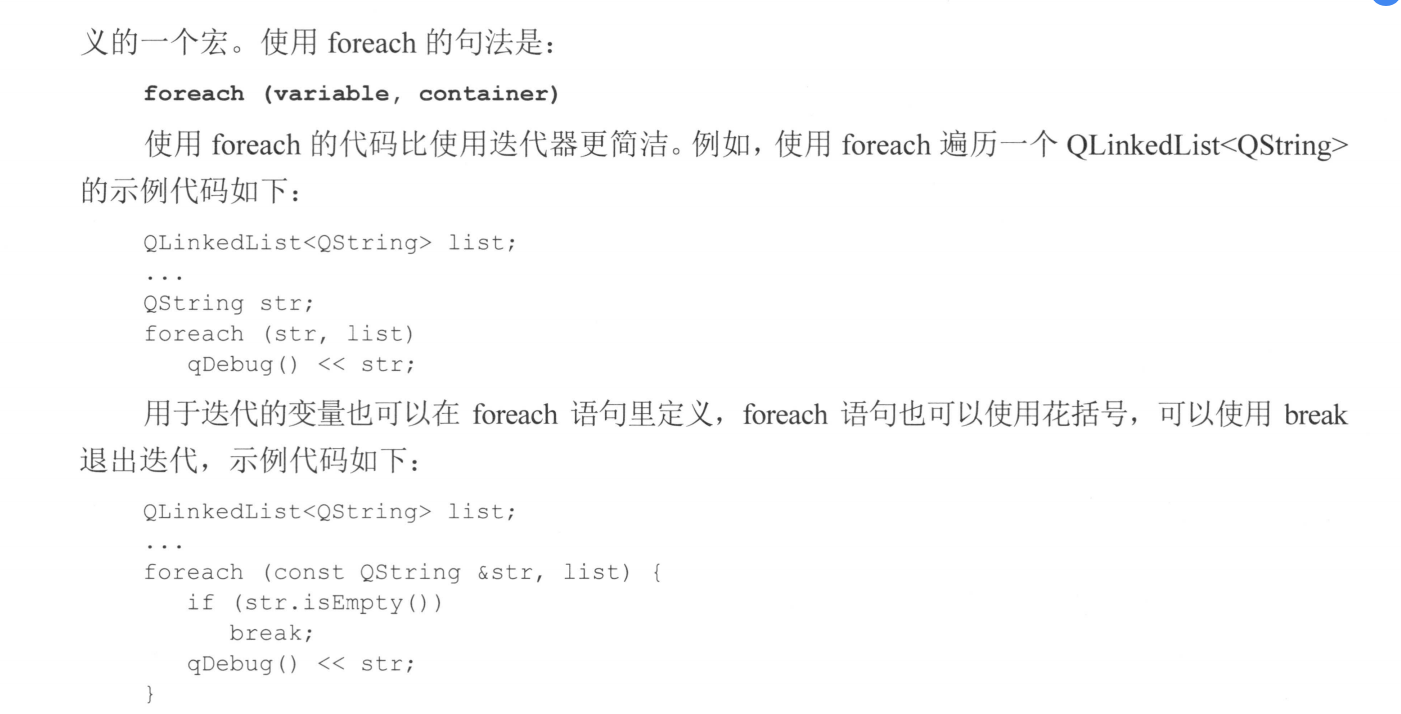 义的一个宏。使用 foreach 的句法是：
foreach (variable, container)
使用 foreach 的代码比使用迭代器更简洁。例如，使用 foreach 遍历一个 QLinkedList<QString>
的示例代码如下：
QLinkedList<QString> list;
...
QString str;
foreach (str, list)
qDebug() << str;
用于迭代的变量也可以在 foreach 语句里定义，foreach 语句也可以使用花括号，可以使用 break
退出迭代，示例代码如下：
QLinkedList<QString> list;
...
foreach (const QString &str, list) {
if (str.isEmpty())
break;
qDebug() << str;
}